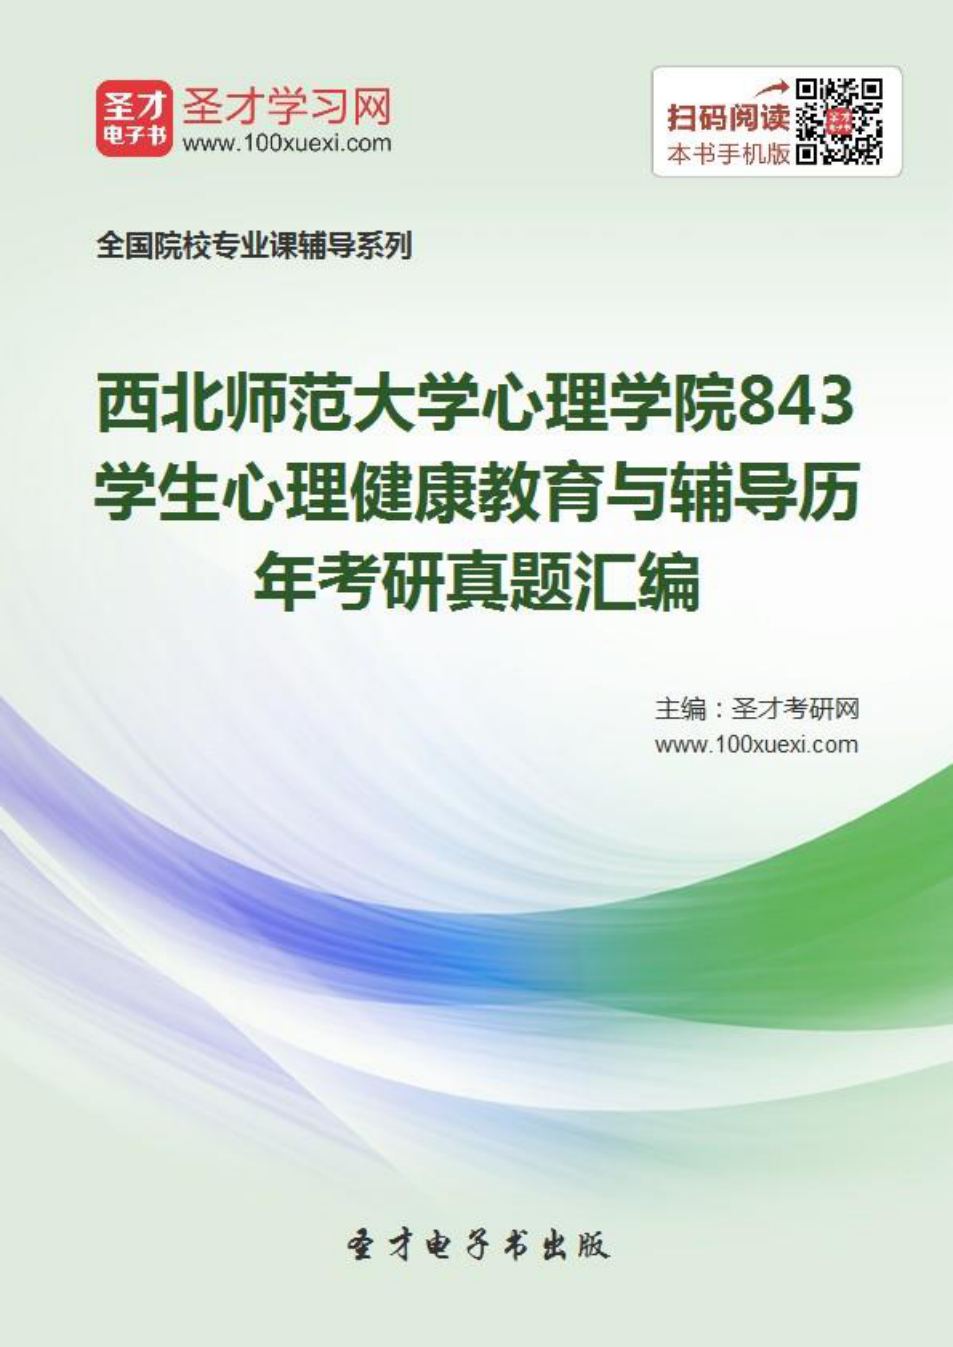 圣才
电子书
圣才学习网
www.100xuexi.com
扫码阅读
本书手机版
圣才
全国院校专业课辅导系列
西北师范大学心理学院843
学生心理健康教育与辅导历
年考研真题汇编
主编：圣才考研网
www.100xuexi.com
圣才电子书出版